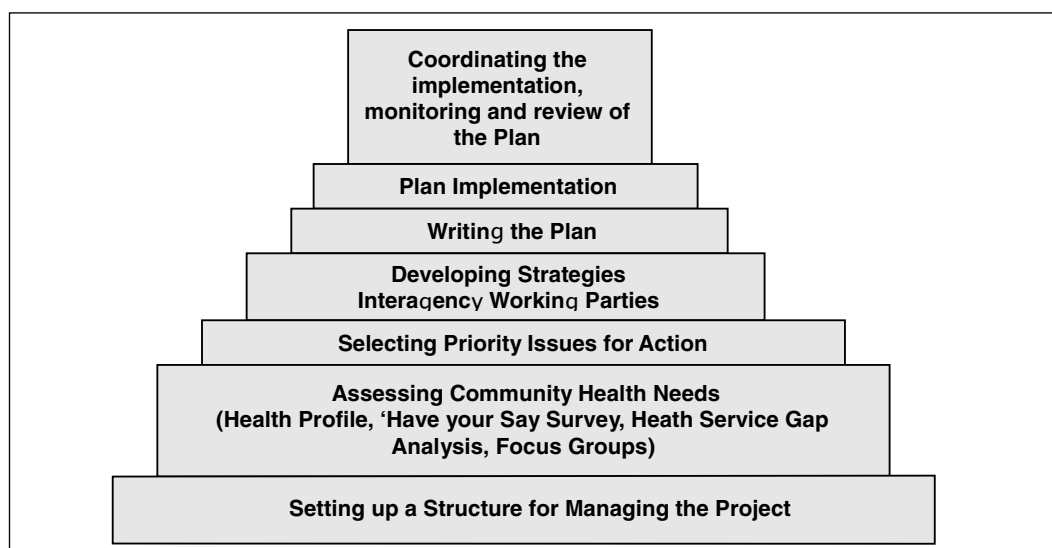 Coordinating the
implementation,
monitoring and review of
the Plan
Plan Implementation
Writing the Plan
Developing Strategies
Interagency Working Parties
Selecting Priority Issues for Action
Assessing Community Health Needs
(Health Profile, ‘Have your Say Survey, Heath Service Gap
Analysis, Focus Groups)
Setting up a Structure for Managing the Project